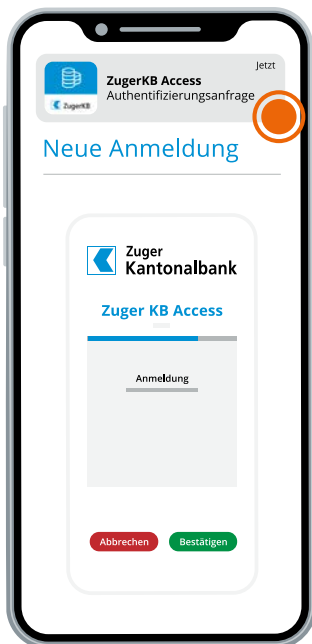 Jetzt
ZugerKB Access
Authentifizierungsanfrage
ZugerKB
Neue Anmeldung
Zuger
Kantonalbank
Zuger KB Access
Anmeldung
Abbrechen Bestätigen